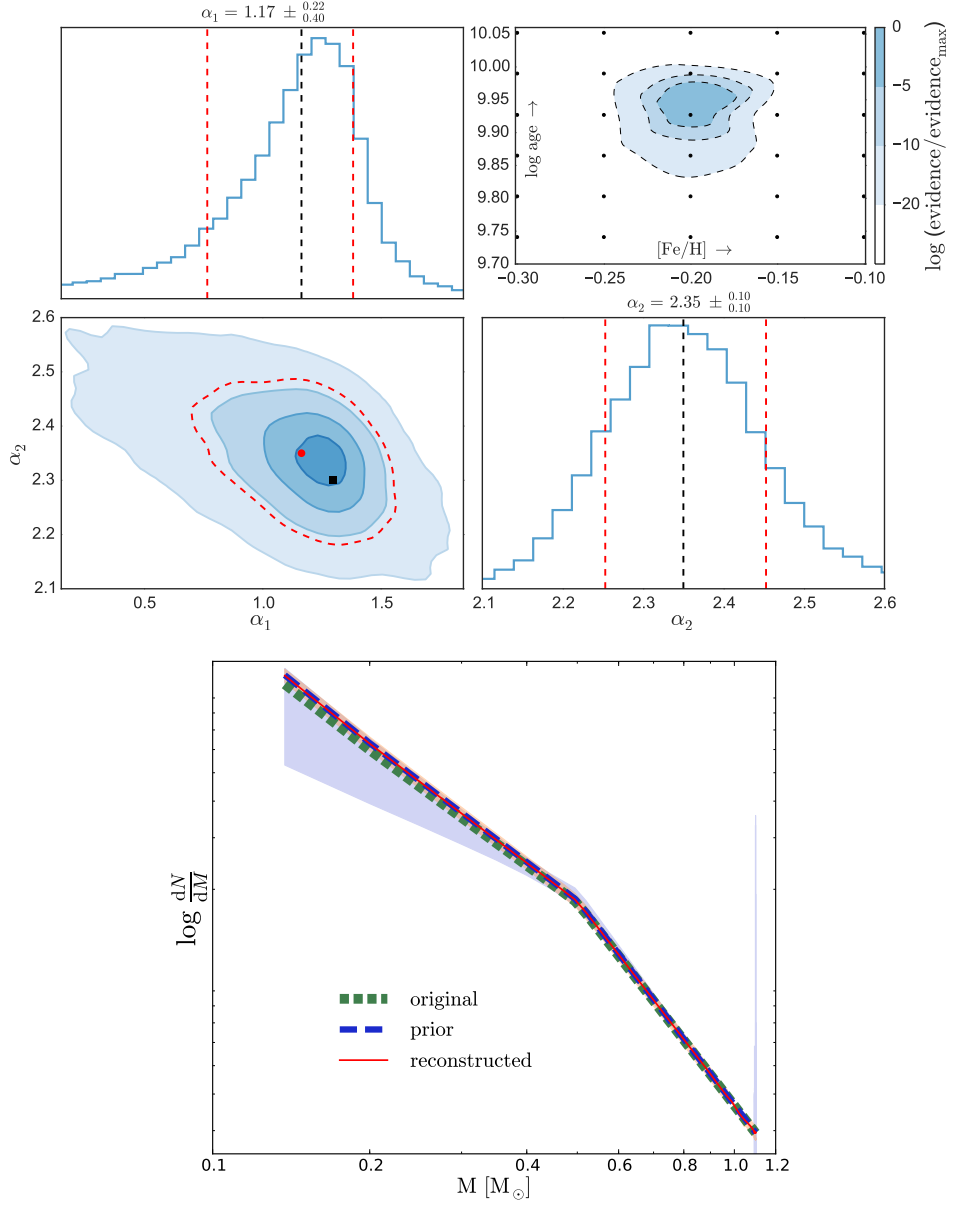 α₁ = 1.17 ± 0.22 0.40
10.05
10.00
9.95
9.90
9.85
9.80
9.75
9.70
log age →
[Fe/H] →
−0.30 −0.25 −0.20 −0.15 −0.10
0
−5
−10
−20
log (evidence/evidence_max)
2.6
2.5
2.4
2.3
2.2
2.1
α₂
0.5 1.0 1.5
α₁
α₂ = 2.35 ± 0.10 0.10
2.1 2.2 2.3 2.4 2.5 2.6
α₂
log dN/dM
original
prior
reconstructed
0.1 0.2 0.4 0.6 0.8 1.0 1.2
M [M⊙]